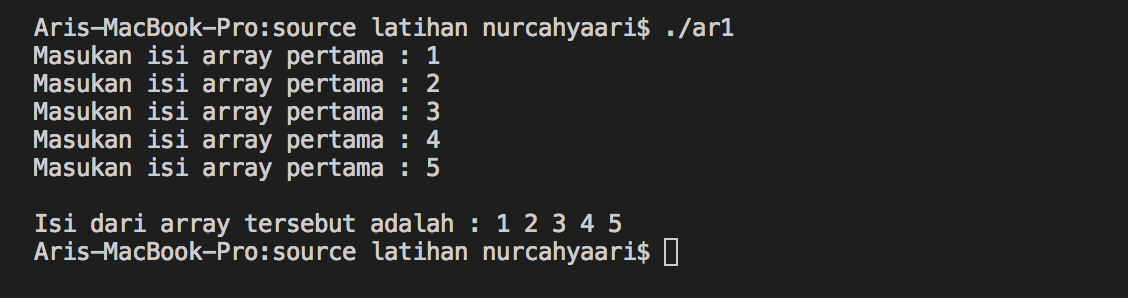 Aris-MacBook-Pro:source latihan nurcahyaari$ ./ar1
Masukan isi array pertama : 1
Masukan isi array pertama : 2
Masukan isi array pertama : 3
Masukan isi array pertama : 4
Masukan isi array pertama : 5
Isi dari array tersebut adalah : 1 2 3 4 5
Aris-MacBook-Pro:source latihan nurcahyaari$